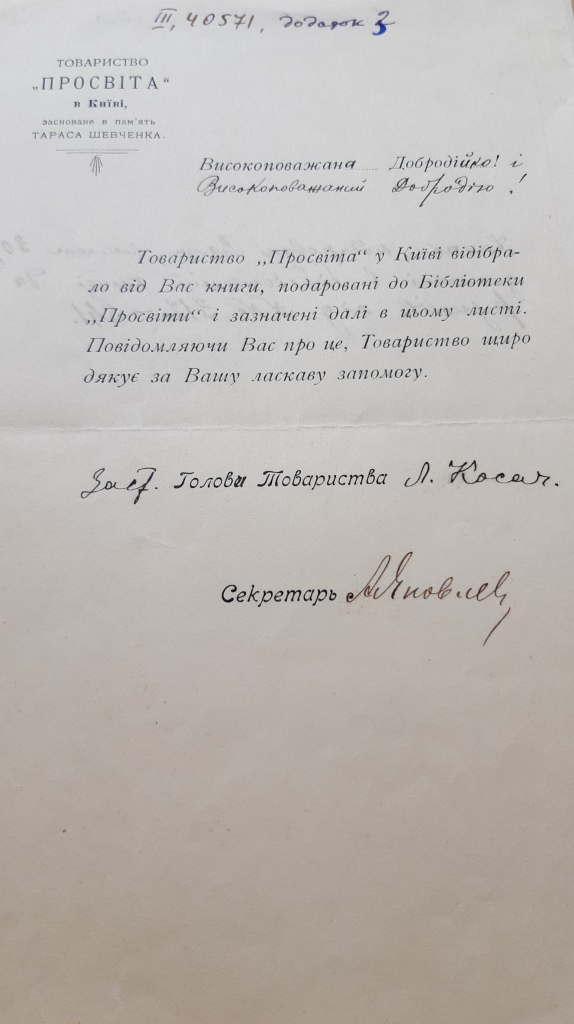 III, 40571, додаток 3
ТОВАРИСТВО
„ПРОСВІТА“
в Київі,
засноване в пам'ять
ТАРАСА ШЕВЧЕНКА.
Високоповажана ..... Добродійко! і
Високоповажаний Добродію!
Товариство „Просвіта“ у Київі відібра-
ло від Вас книги, подаровані до Бібліотеки
„Просвіти“ і зазначені далі в цьому листі.
Повідомляючи Вас про це, Товариство щиро
дякує за Вашу ласкаву запомогу.
Заст. Голови Товариства Л. Косач.
Секретарь А Яковлев